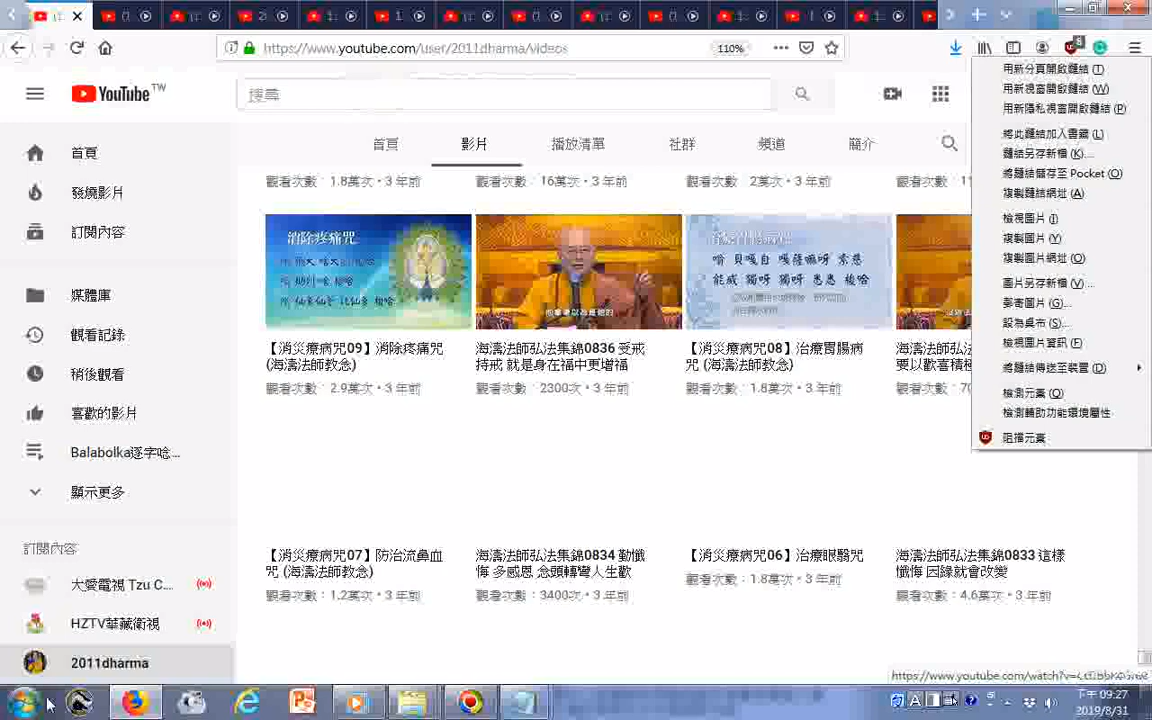 https://www.youtube.com/user/2011dharma/videos
110%
8
YouTube TW
搜尋
首頁
影片
播放清單
社群
頻道
簡介
首頁
發燒影片
訂閱內容
媒體庫
觀看記錄
稍後觀看
喜歡的影片
Balabolka逐字唸...
顯示更多
訂閱內容
大愛電視 Tzu C...
HZTV華藏衛視
2011dharma
觀看次數：1.8萬次・3 年前
觀看次數：16萬次・3 年前
觀看次數：2萬次・3 年前
消除疼痛咒
【消災療病咒09】消除疼痛咒
(海濤法師教念)
觀看次數：2.9萬次・3 年前
海濤法師弘法集錦0836 受戒
持戒 就是身在福中更增福
觀看次數：2300次・3 年前
【消災療病咒08】治療胃腸病
咒 (海濤法師教念)
觀看次數：1.8萬次・3 年前
海濤法師弘法集錦
要以歡喜積極
【消災療病咒07】防治流鼻血
咒 (海濤法師教念)
觀看次數：1.2萬次・3 年前
海濤法師弘法集錦0834 勤懺
悔 多感恩 念頭轉彎人生歡
觀看次數：3400次・3 年前
【消災療病咒06】治療眼翳咒
觀看次數：1.8萬次・3 年前
海濤法師弘法集錦0833 這樣
懺悔 因緣就會改變
觀看次數：4.6萬次・3 年前
用新分頁開啟鏈結 (T)
用新視窗開啟鏈結 (W)
用新隱私視窗開啟鏈結 (P)
將此鏈結加入書籤 (L)
鏈結另存新檔 (K)...
將鏈結儲存至 Pocket (O)
複製鏈結網址 (A)
檢視圖片 (I)
複製圖片 (Y)
複製圖片網址 (O)
圖片另存新檔 (V)...
郵寄圖片 (G)...
設為桌布 (S)...
檢視圖片資訊 (F)
將鏈結傳送至裝置 (D)
檢測元素 (Q)
檢測輔助功能環境屬性
阻擋元素
下午 09:27
2019/8/31